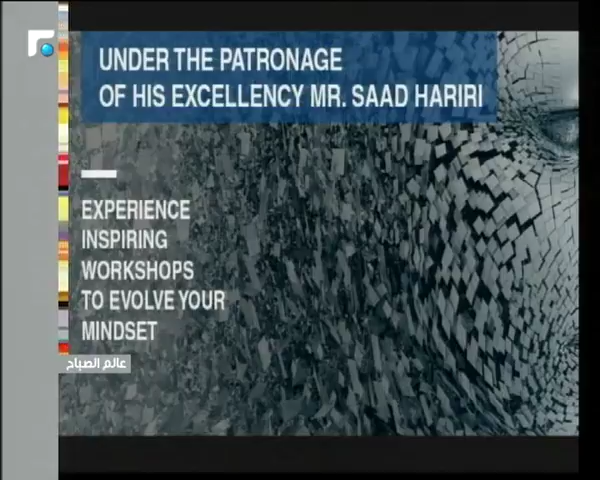 UNDER THE PATRONAGE
OF HIS EXCELLENCY MR. SAAD HARIRI
EXPERIENCE
INSPIRING
WORKSHOPS
TO EVOLVE YOUR
MINDSET
عالم الصباح